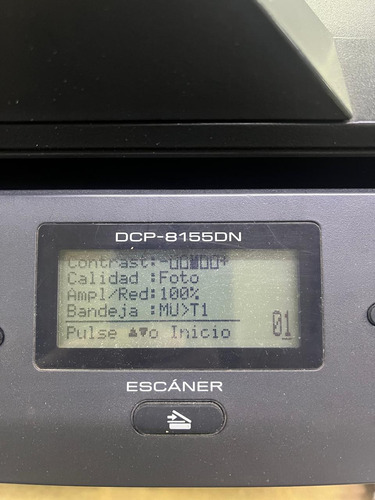 DCP-8155DN
Contrast:-□□■□□+
Calidad :Foto
Ampl/Red:100%
Bandeja :MU>T1
Pulse ▲▼o Inicio 01
ESCÁNER